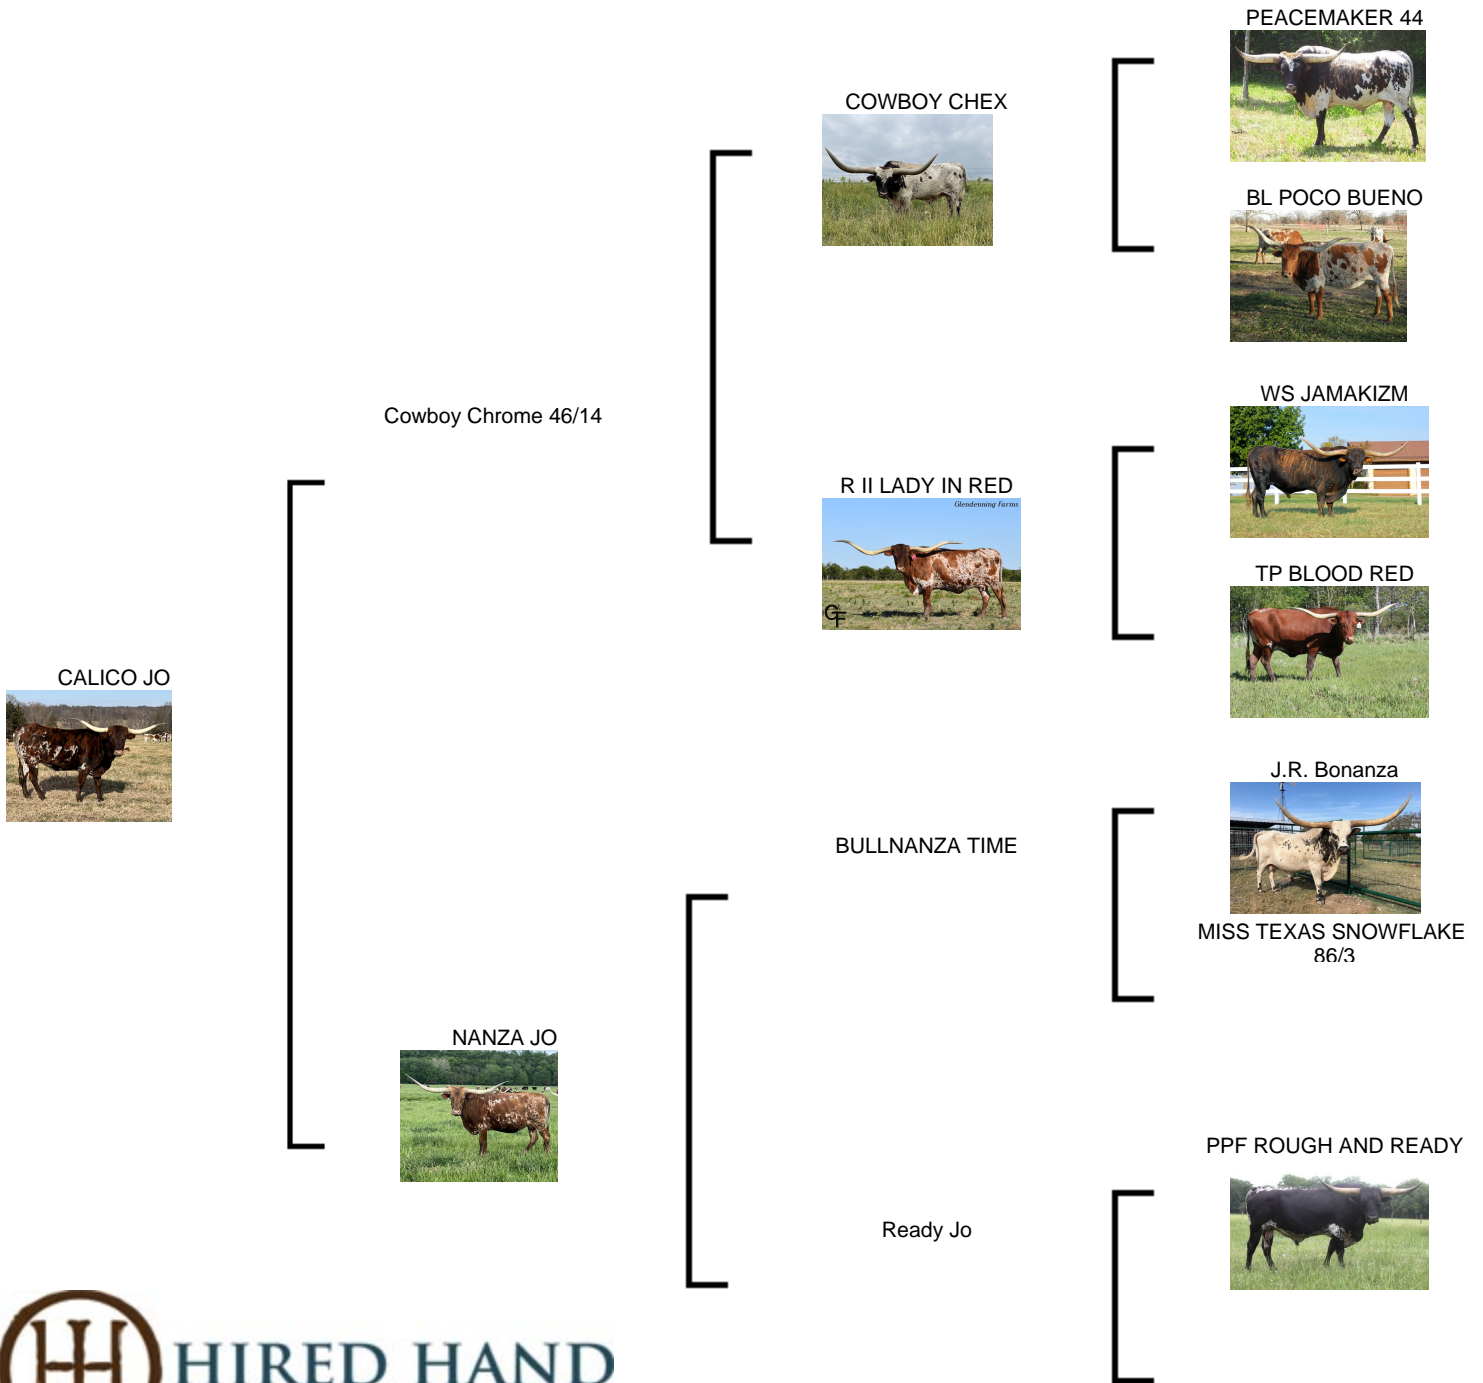 PEACEMAKER 44
COWBOY CHEX
BL POCO BUENO
WS JAMAKIZM
Cowboy Chrome 46/14
R II LADY IN RED
Glendenning Farms
GF
TP BLOOD RED
CALICO JO
J.R. Bonanza
BULLNANZA TIME
MISS TEXAS SNOWFLAKE
86/3
NANZA JO
PPF ROUGH AND READY
Ready Jo
HIRED HAND